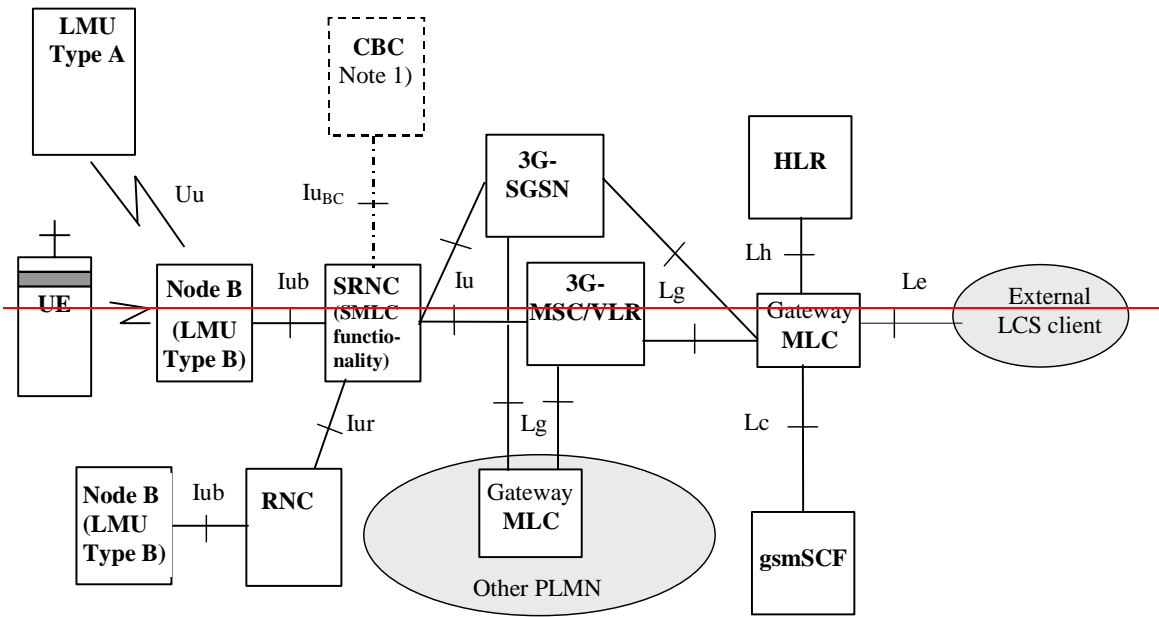 LMU
Type A
CBC
Note 1)
3G-
SGSN
HLR
Uu
IuBC
Iu
Lg
Lh
Le
UE
Node B
(LMU
Type B)
Iub
SRNC
(SMLC
functio-
nality)
3G-
MSC/VLR
Gateway
MLC
External
LCS client
Iur
Lg
Lc
Node B
(LMU
Type B)
Iub
RNC
Gateway
MLC
Other PLMN
gsmSCF